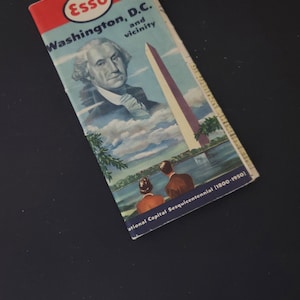 Esso
Washington, D.C.
and
vicinity
National Capital Sesquicentennial (1800-1950)